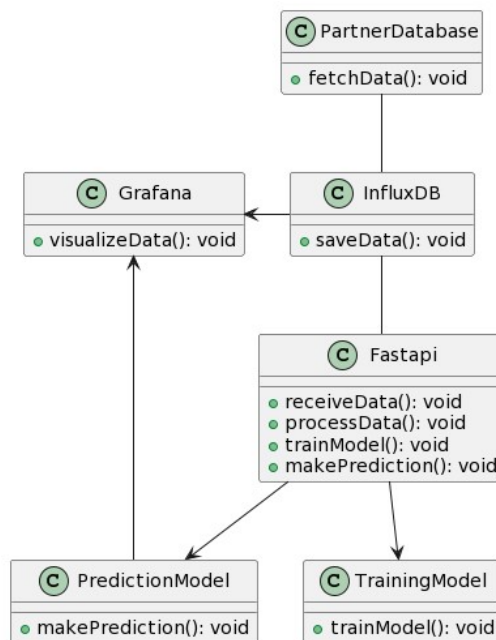 C PartnerDatabase
fetchData(): void
C Grafana
visualizeData(): void
C InfluxDB
saveData(): void
C Fastapi
receiveData(): void
processData(): void
trainModel(): void
makePrediction(): void
C PredictionModel
makePrediction(): void
C TrainingModel
trainModel(): void